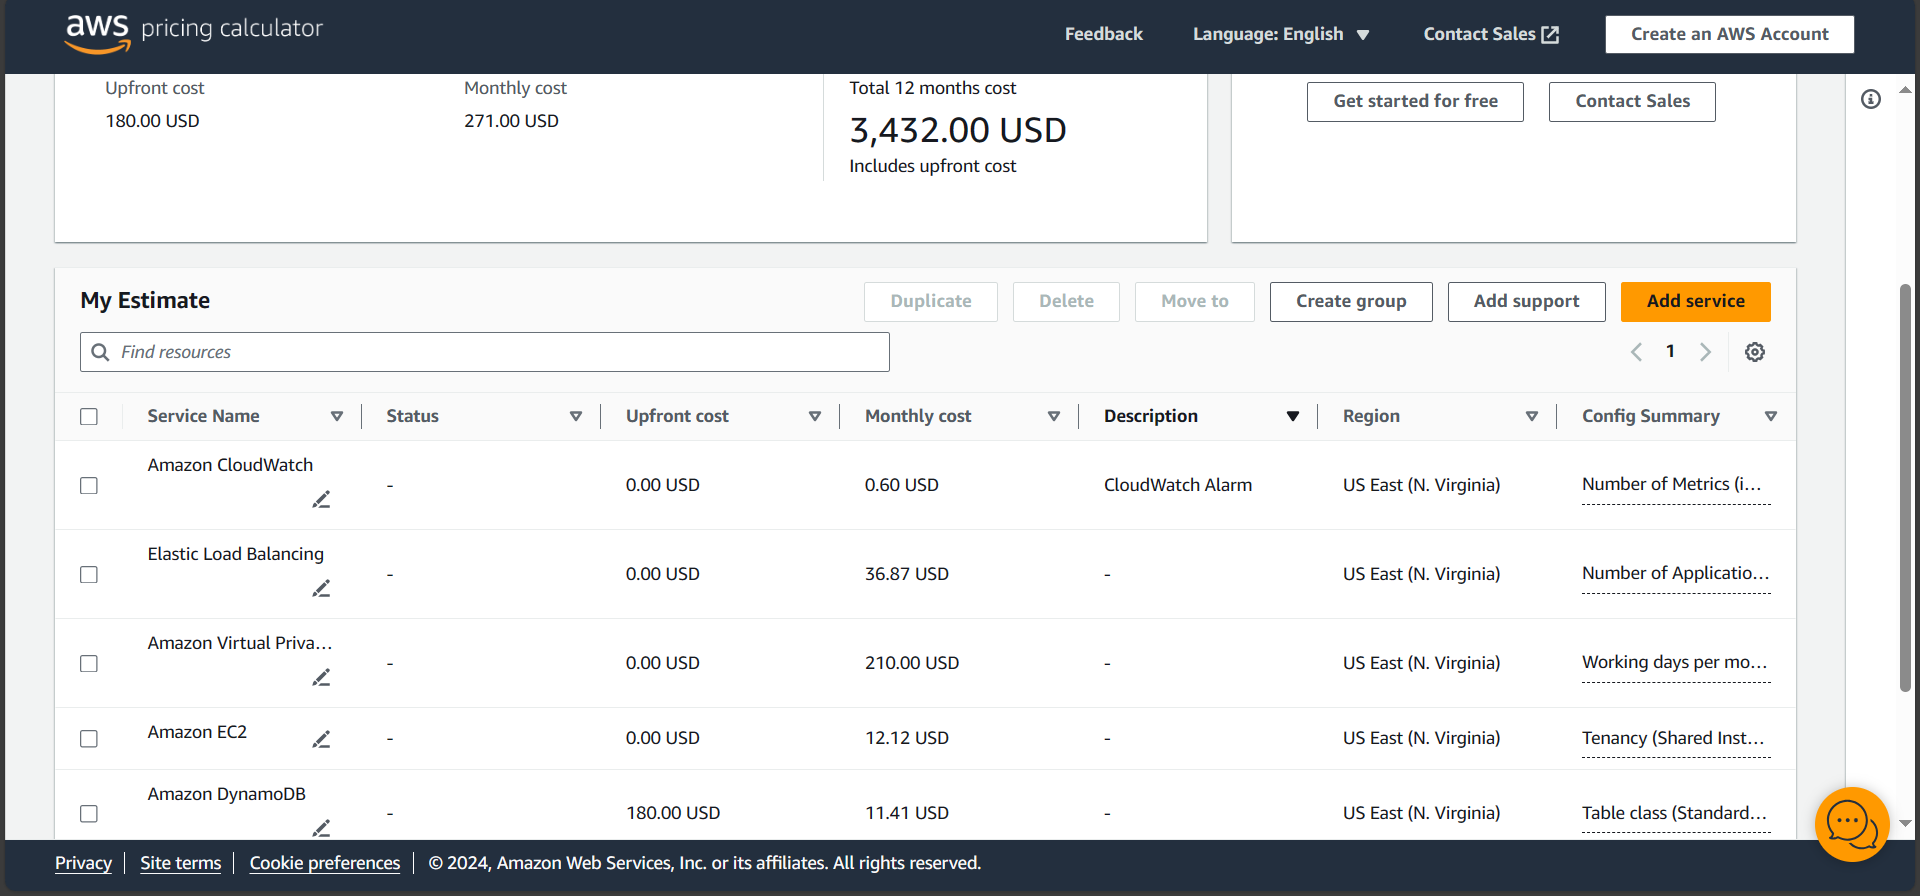 aws pricing calculator
Feedback Language: English Contact Sales Create an AWS Account
Upfront cost Monthly cost Total 12 months cost
180.00 USD 271.00 USD 3,432.00 USD
Includes upfront cost
Get started for free Contact Sales
My Estimate Duplicate Delete Move to Create group Add support Add service
Find resources 1
Service Name Status Upfront cost Monthly cost Description Region Config Summary
Amazon CloudWatch - 0.00 USD 0.60 USD CloudWatch Alarm US East (N. Virginia) Number of Metrics (i...
Elastic Load Balancing - 0.00 USD 36.87 USD - US East (N. Virginia) Number of Applicatio...
Amazon Virtual Priva... - 0.00 USD 210.00 USD - US East (N. Virginia) Working days per mo...
Amazon EC2 - 0.00 USD 12.12 USD - US East (N. Virginia) Tenancy (Shared Inst...
Amazon DynamoDB - 180.00 USD 11.41 USD - US East (N. Virginia) Table class (Standard...
Privacy Site terms Cookie preferences © 2024, Amazon Web Services, Inc. or its affiliates. All rights reserved.